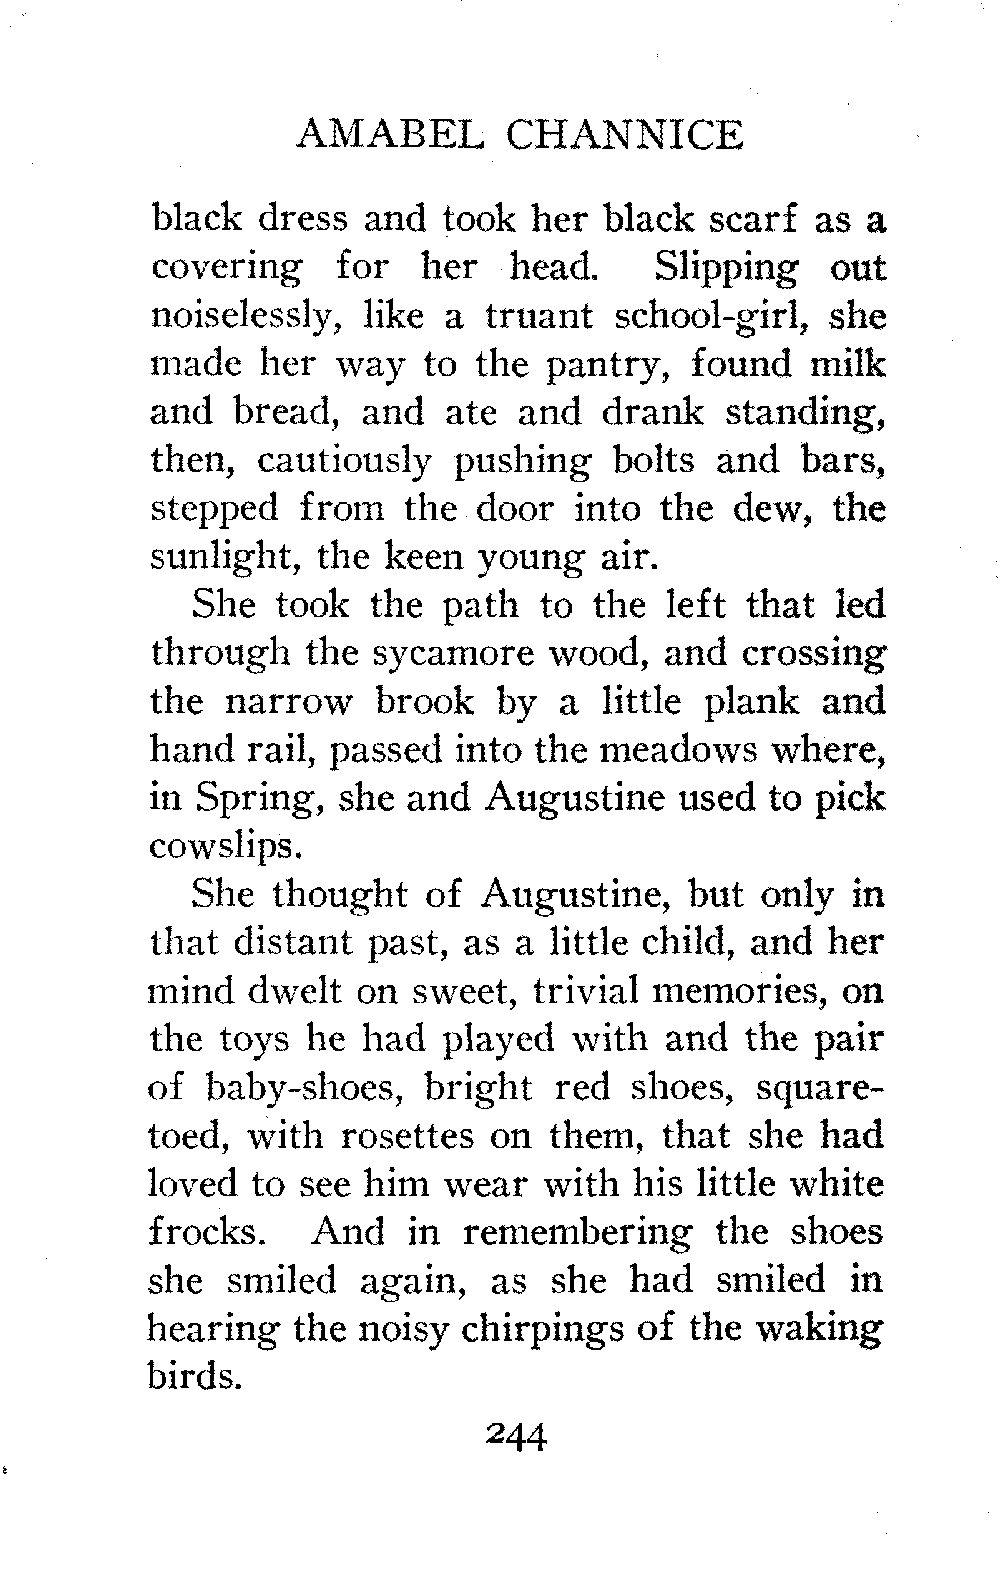 AMABEL CHANNICE
black dress and took her black scarf as a
covering for her head. Slipping out
noiselessly, like a truant school-girl, she
made her way to the pantry, found milk
and bread, and ate and drank standing,
then, cautiously pushing bolts and bars,
stepped from the door into the dew, the
sunlight, the keen young air.
She took the path to the left that led
through the sycamore wood, and crossing
the narrow brook by a little plank and
hand rail, passed into the meadows where,
in Spring, she and Augustine used to pick
cowslips.
She thought of Augustine, but only in
that distant past, as a little child, and her
mind dwelt on sweet, trivial memories, on
the toys he had played with and the pair
of baby-shoes, bright red shoes, square-
toed, with rosettes on them, that she had
loved to see him wear with his little white
frocks. And in remembering the shoes
she smiled again, as she had smiled in
hearing the noisy chirpings of the waking
birds.
244